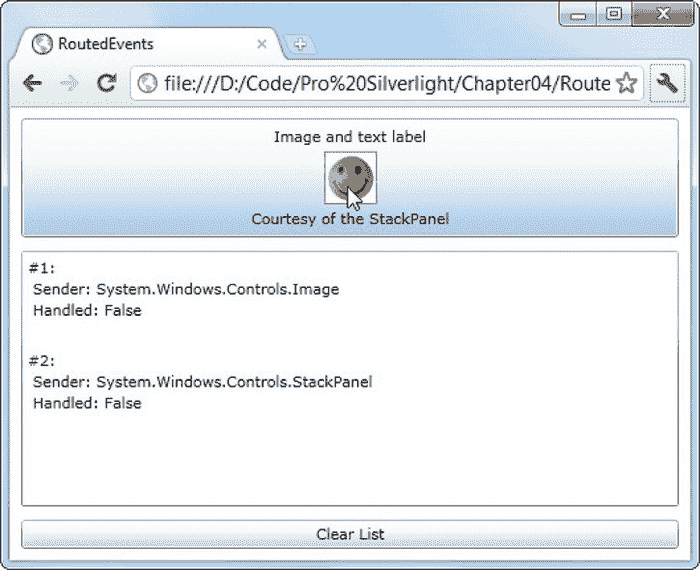 RoutedEvents
file:///D:/Code/Pro%20Silverlight/Chapter04/Route
Image and text label
Courtesy of the StackPanel
#1:
Sender: System.Windows.Controls.Image
Handled: False
#2:
Sender: System.Windows.Controls.StackPanel
Handled: False
Clear List